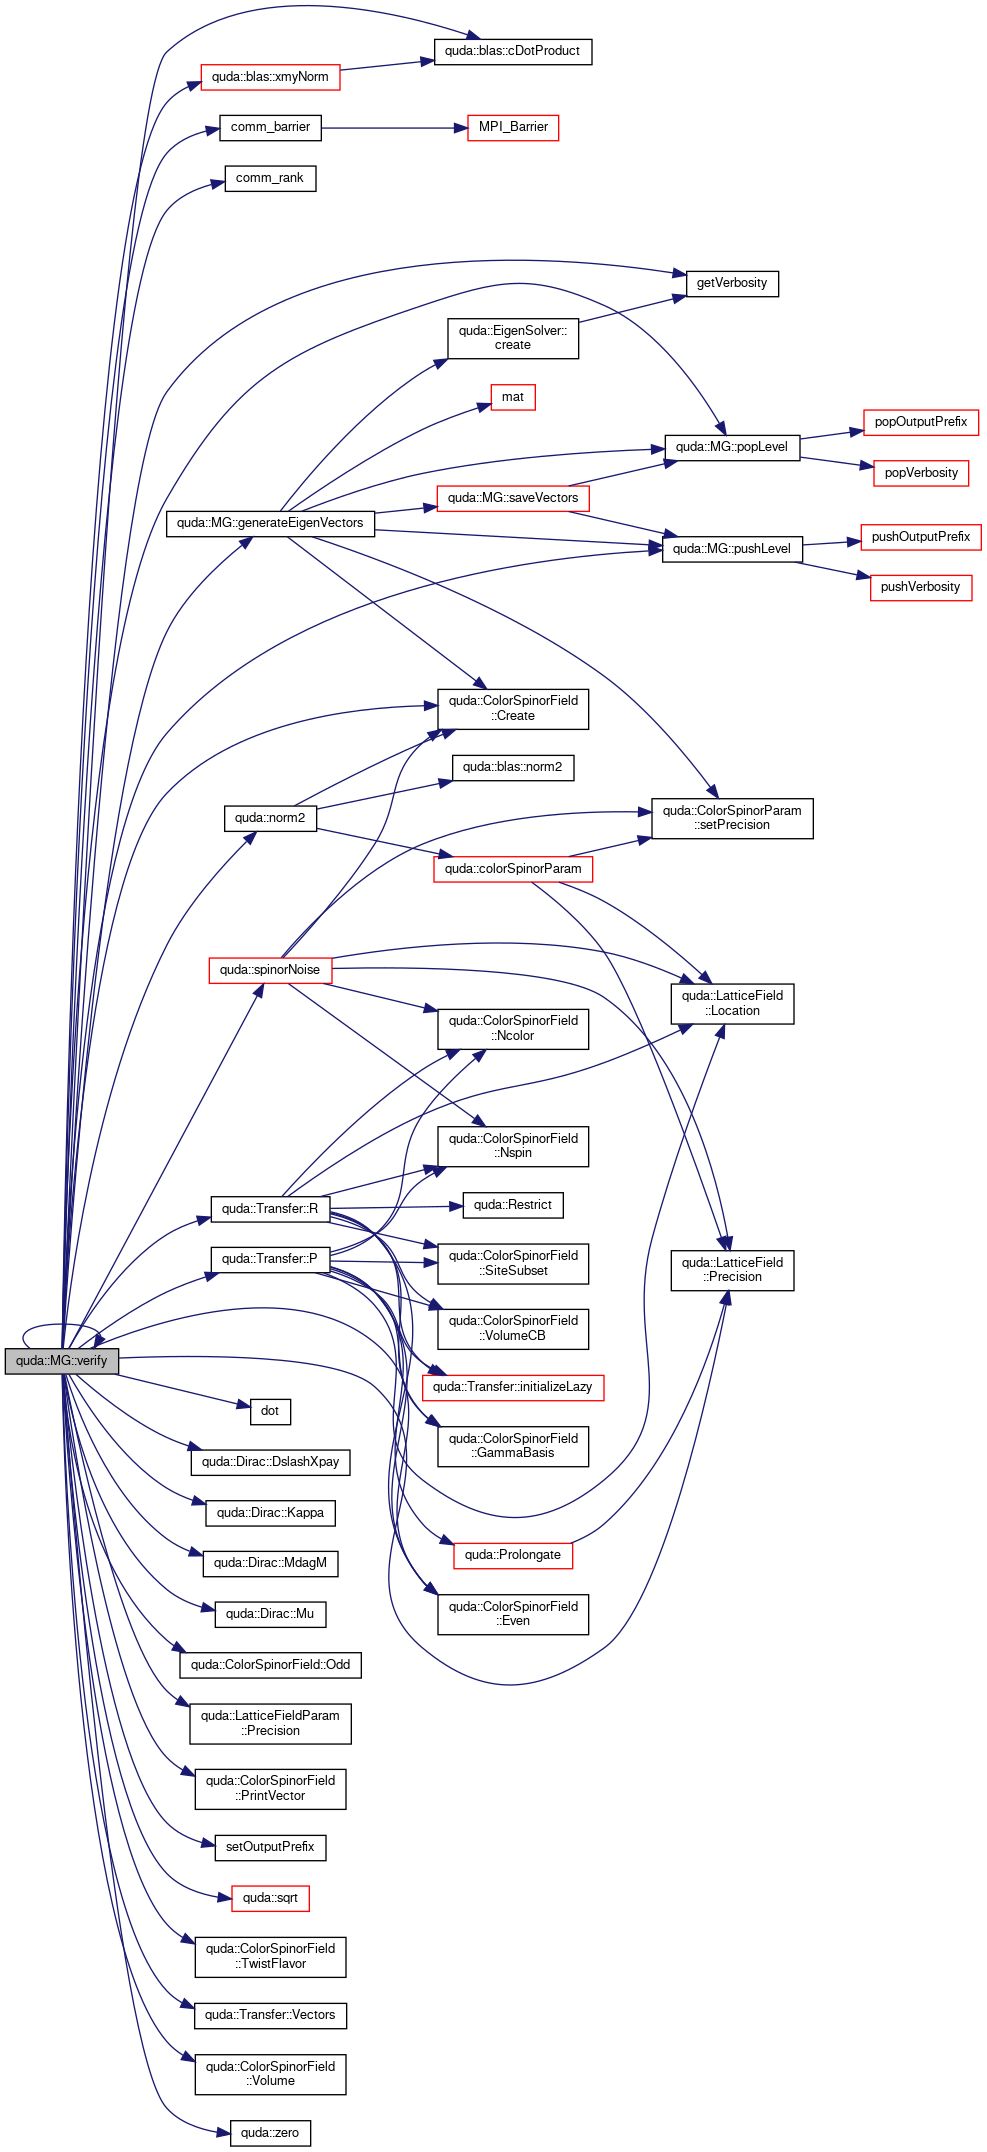 quda::blas::cDotProduct
quda::blas::xmyNorm
comm_barrier
MPI_Barrier
comm_rank
getVerbosity
quda::EigenSolver::
create
mat
popOutputPrefix
quda::MG::popLevel
popVerbosity
quda::MG::saveVectors
quda::MG::generateEigenVectors
pushOutputPrefix
quda::MG::pushLevel
pushVerbosity
quda::ColorSpinorField
::Create
quda::blas::norm2
quda::norm2
quda::ColorSpinorParam
::setPrecision
quda::colorSpinorParam
quda::spinorNoise
quda::LatticeField
::Location
quda::ColorSpinorField
::Ncolor
quda::ColorSpinorField
::Nspin
quda::Transfer::R
quda::Restrict
quda::Transfer::P
quda::ColorSpinorField
::SiteSubset
quda::LatticeField
::Precision
quda::ColorSpinorField
::VolumeCB
quda::MG::verify
quda::Transfer::initializeLazy
dot
quda::ColorSpinorField
::GammaBasis
quda::Dirac::DslashXpay
quda::Dirac::Kappa
quda::Prolongate
quda::Dirac::MdagM
quda::Dirac::Mu
quda::ColorSpinorField
::Even
quda::ColorSpinorField::Odd
quda::LatticeFieldParam
::Precision
quda::ColorSpinorField
::PrintVector
setOutputPrefix
quda::sqrt
quda::ColorSpinorField
::TwistFlavor
quda::Transfer::Vectors
quda::ColorSpinorField
::Volume
quda::zero